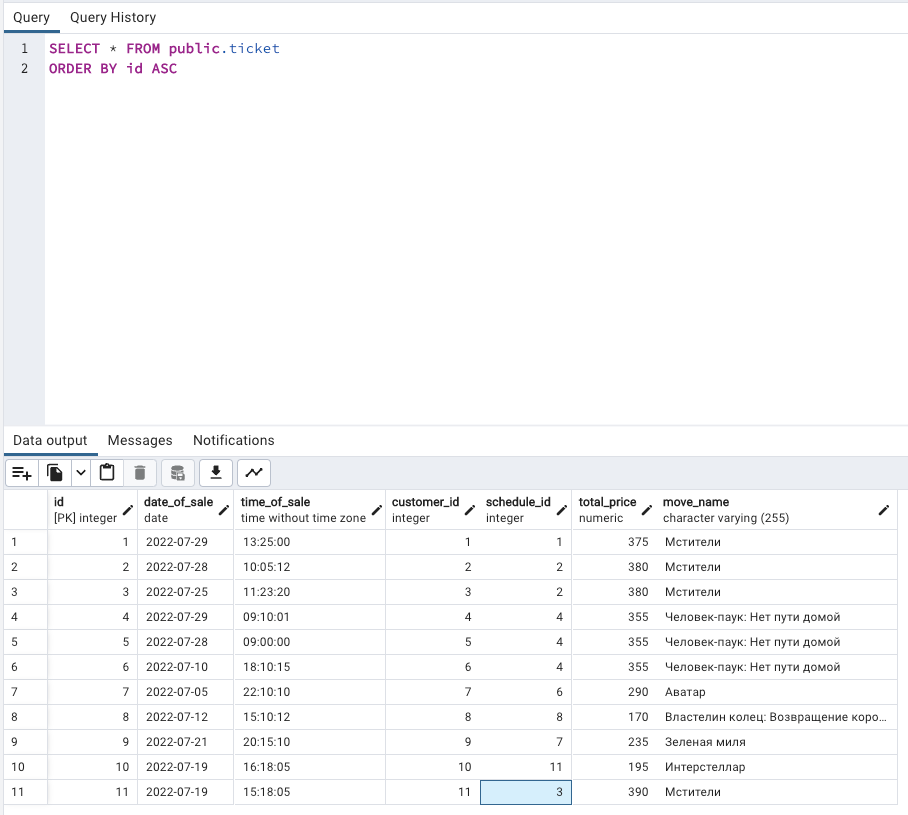 Query Query History
1 SELECT * FROM public.ticket
2 ORDER BY id ASC
Data output Messages Notifications
id date_of_sale time_of_sale customer_id schedule_id total_price move_name
[PK] integer date time without time zone integer integer numeric character varying (255)
1 1 2022-07-29 13:25:00 1 1 375 Мстители
2 2 2022-07-28 10:05:12 2 2 380 Мстители
3 3 2022-07-25 11:23:20 3 2 380 Мстители
4 4 2022-07-29 09:10:01 4 4 355 Человек-паук: Нет пути домой
5 5 2022-07-28 09:00:00 5 4 355 Человек-паук: Нет пути домой
6 6 2022-07-10 18:10:15 6 4 355 Человек-паук: Нет пути домой
7 7 2022-07-05 22:10:10 7 6 290 Аватар
8 8 2022-07-12 15:10:12 8 8 170 Властелин колец: Возвращение коро…
9 9 2022-07-21 20:15:10 9 7 235 Зеленая миля
10 10 2022-07-19 16:18:05 10 11 195 Интерстеллар
11 11 2022-07-19 15:18:05 11 3 390 Мстители